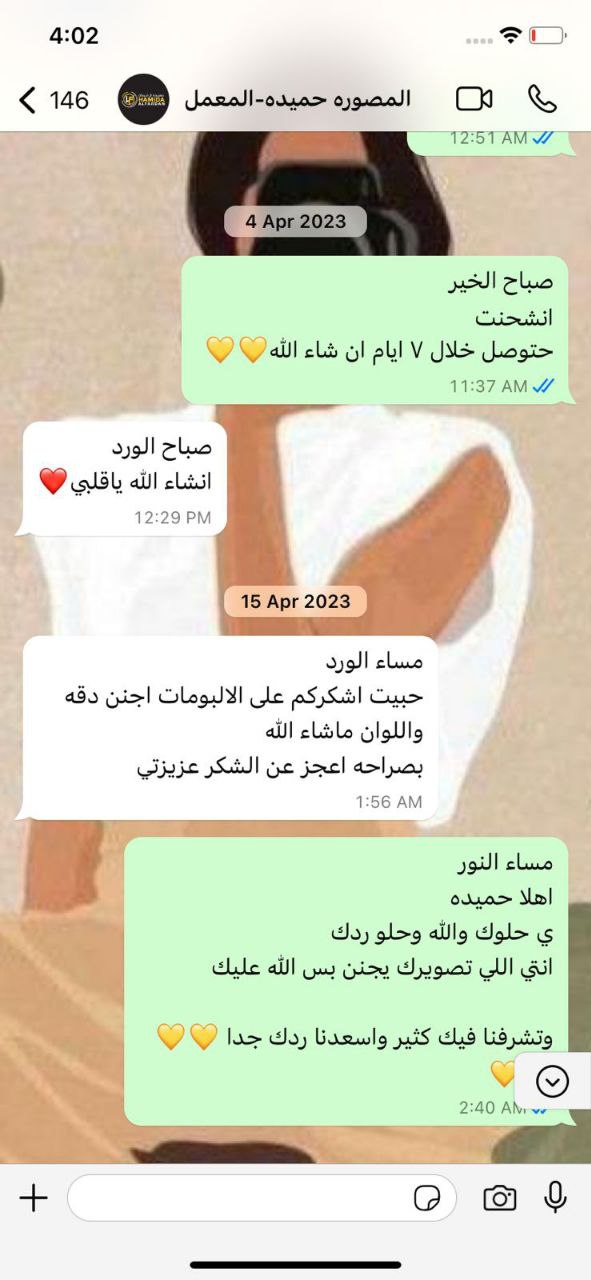 4:02
146
المصوره حميده-المعمل
HAMIDA
12:51 AM
4 Apr 2023
صباح الخير
انشحنت
حتوصل خلال ٧ ايام ان شاء الله💛💛
11:37 AM
صباح الورد
انشاء الله ياقلبي❤️
12:29 PM
15 Apr 2023
مساء الورد
حبيت اشكركم على الالبومات اجنن دقه
واللوان ماشاء الله
بصراحه اعجز عن الشكر عزيزتي
1:56 AM
مساء النور
اهلا حميده
ي حلوك والله وحلو ردك
انتي اللي تصويرك يجنن بس الله عليك
وتشرفنا فيك كثير واسعدنا ردك جدا 💛💛
💛
2:40 AM